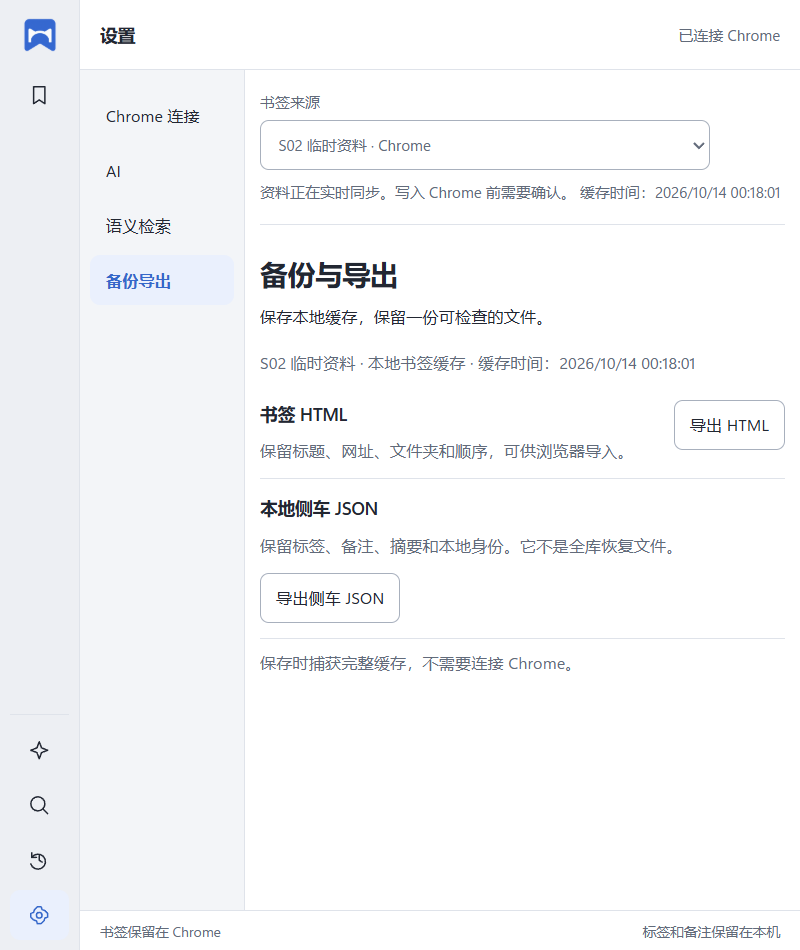 设置
已连接 Chrome
Chrome 连接
AI
语义检索
备份导出
书签来源
S02 临时资料 · Chrome
资料正在实时同步。写入 Chrome 前需要确认。 缓存时间：2026/10/14 00:18:01
备份与导出
保存本地缓存，保留一份可检查的文件。
S02 临时资料 · 本地书签缓存 · 缓存时间：2026/10/14 00:18:01
书签 HTML
保留标题、网址、文件夹和顺序，可供浏览器导入。
导出 HTML
本地侧车 JSON
保留标签、备注、摘要和本地身份。它不是全库恢复文件。
导出侧车 JSON
保存时捕获完整缓存，不需要连接 Chrome。
书签保留在 Chrome
标签和备注保留在本机